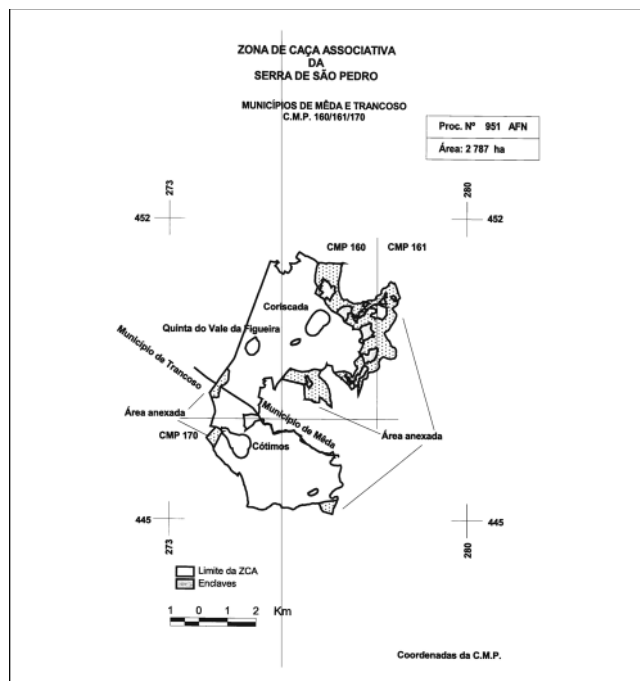 ZONA DE CAÇA ASSOCIATIVA
DA
SERRA DE SÃO PEDRO
MUNICÍPIOS DE MÊDA E TRANCOSO
C.M.P. 160/161/170
Proc. Nº 951 AFN
Área: 2 787 ha
273
280
452
452
CMP 160
CMP 161
Coriscada
Quinta do Vale da Figueira
Município de Trancoso
Área anexada
Município de Mêda
Área anexada
CMP 170
Cótimos
445
445
273
280
Limite da ZCA
Enclaves
1 0 1 2 Km
Coordenadas da C.M.P.